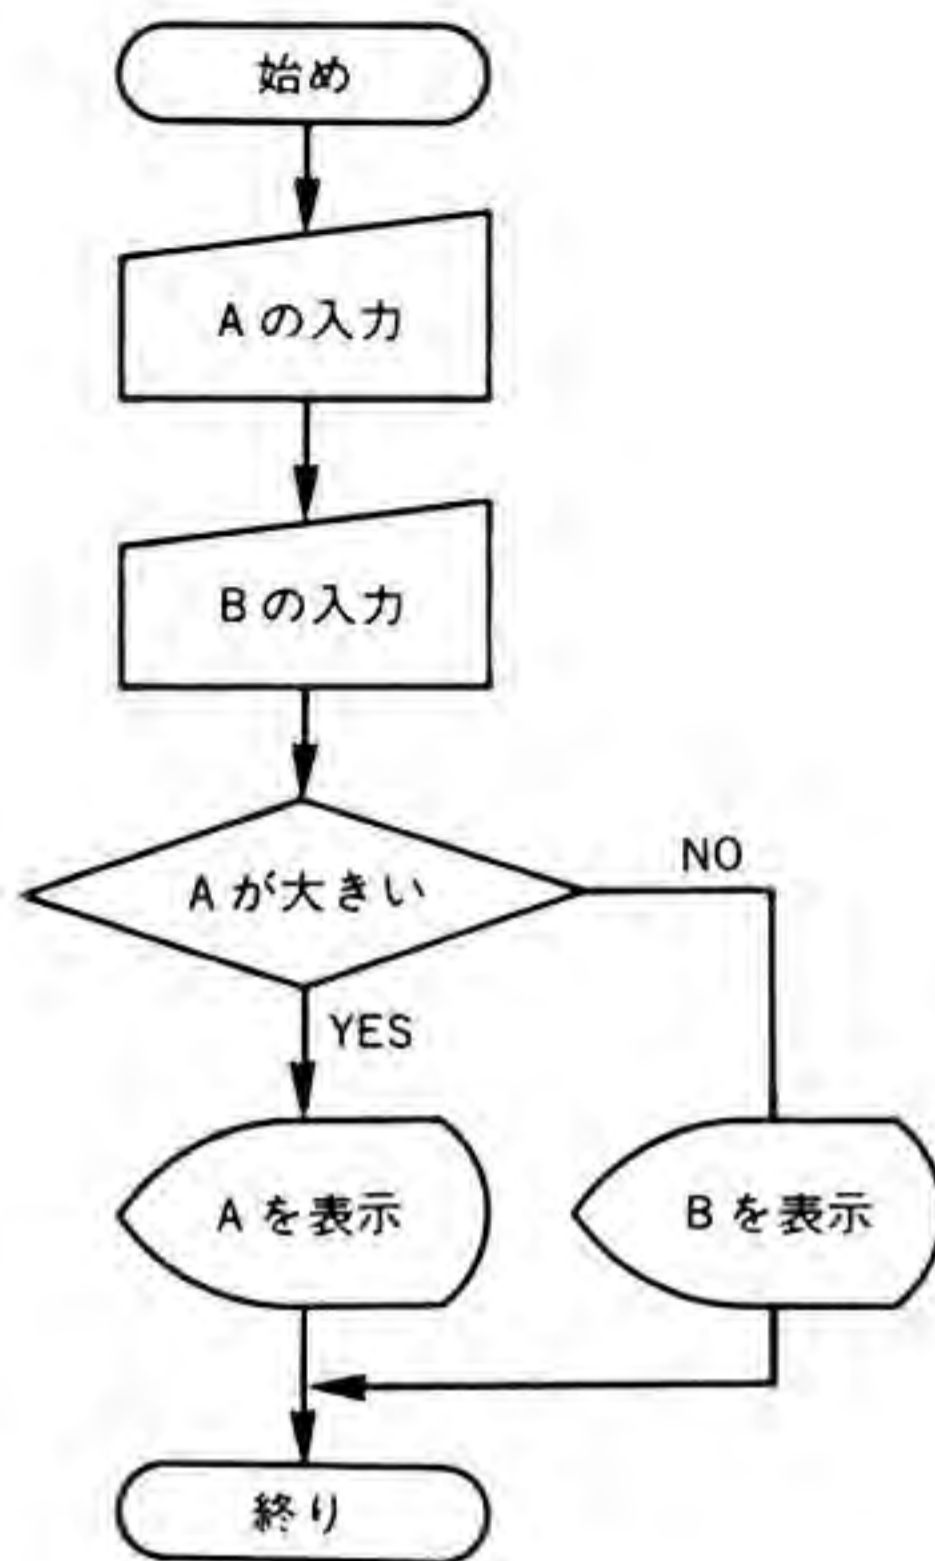 始め
Aの入力
Bの入力
Aが大きい
NO
YES
Aを表示
Bを表示
終り